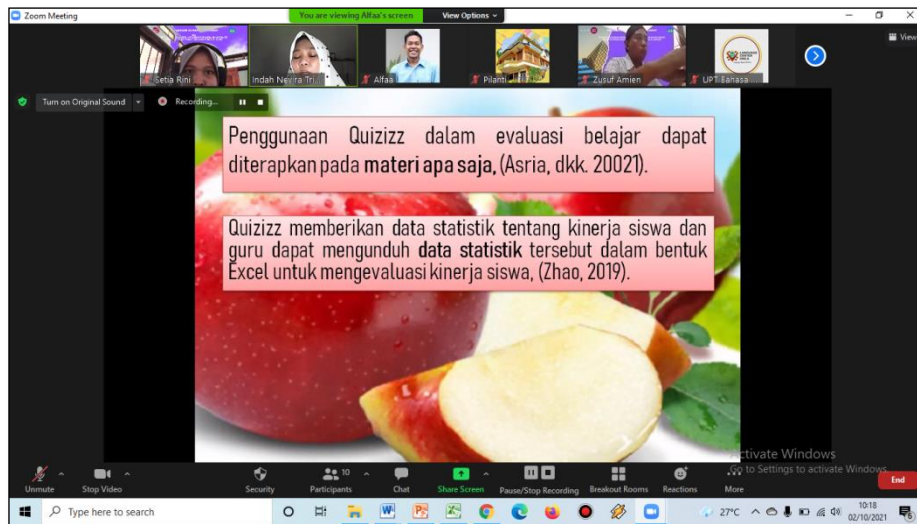 Zoom Meeting
You are viewing Alfaa's screen
View Options
View
Setia Rini
Indah Nevira Tri...
Alfaa
Pilanti
Zusuf Amien
UPT Bahasa
Turn on Original Sound
Recording...
Penggunaan Quizizz dalam evaluasi belajar dapat
diterapkan pada materi apa saja, (Asria, dkk. 20021).
Quizizz memberikan data statistik tentang kinerja siswa dan
guru dapat mengunduh data statistik tersebut dalam bentuk
Excel untuk mengevaluasi kinerja siswa, (Zhao, 2019).
Activate Windows
Go to Settings to activate Windows.
Unmute
Stop Video
Security
Participants
10
Chat
Share Screen
Pause/Stop Recording
Breakout Rooms
Reactions
More
End
Type here to search
27°C
10:18
02/10/2021